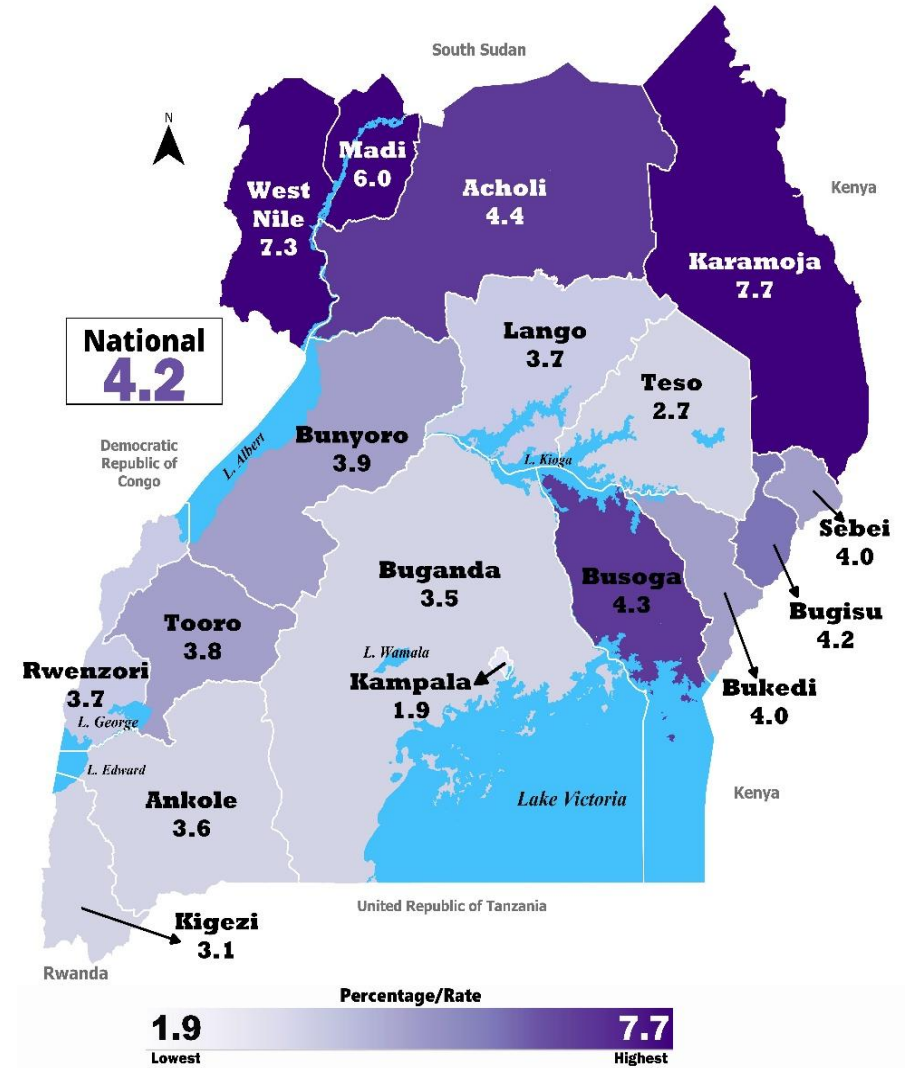 South Sudan
N
Madi
6.0
West
Nile
7.3
Acholi
4.4
Kenya
Karamoja
7.7
National
4.2
Lango
3.7
Teso
2.7
Democratic
Republic of
Congo
L. Albert
Bunyoro
3.9
L. Kioga
Sebei
4.0
Buganda
3.5
Busoga
4.3
Bugisu
4.2
Tooro
3.8
L. Wamala
Rwenzori
3.7
Kampala
1.9
Bukedi
4.0
L. George
L. Edward
Ankole
3.6
Lake Victoria
Kenya
United Republic of Tanzania
Kigezi
3.1
Rwanda
Percentage/Rate
1.9
Lowest
7.7
Highest